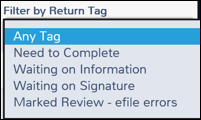 Filter by Return Tag
Any Tag
Need to Complete
Waiting on Information
Waiting on Signature
Marked Review - efile errors